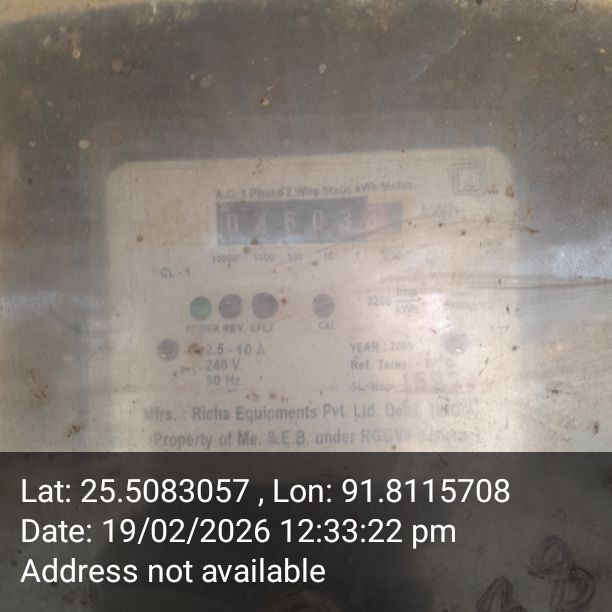 A.C. 1 Phase 2 Wire Static kWh Meter
kWh
10000 1000 100 10 1 1/10
CL - 1
3200 imp kWh
POWER REV. EFLT CAL
2.5 - 10 A
YEAR :
240 V.
Ref. Temp.
50 Hz.
SL. No.
Mfrs. : Richa Equipments Pvt. Ltd. Delhi
(Property of Me. S.E.B. under
Lat: 25.5083057 , Lon: 91.8115708
Date: 19/02/2026 12:33:22 pm
Address not available